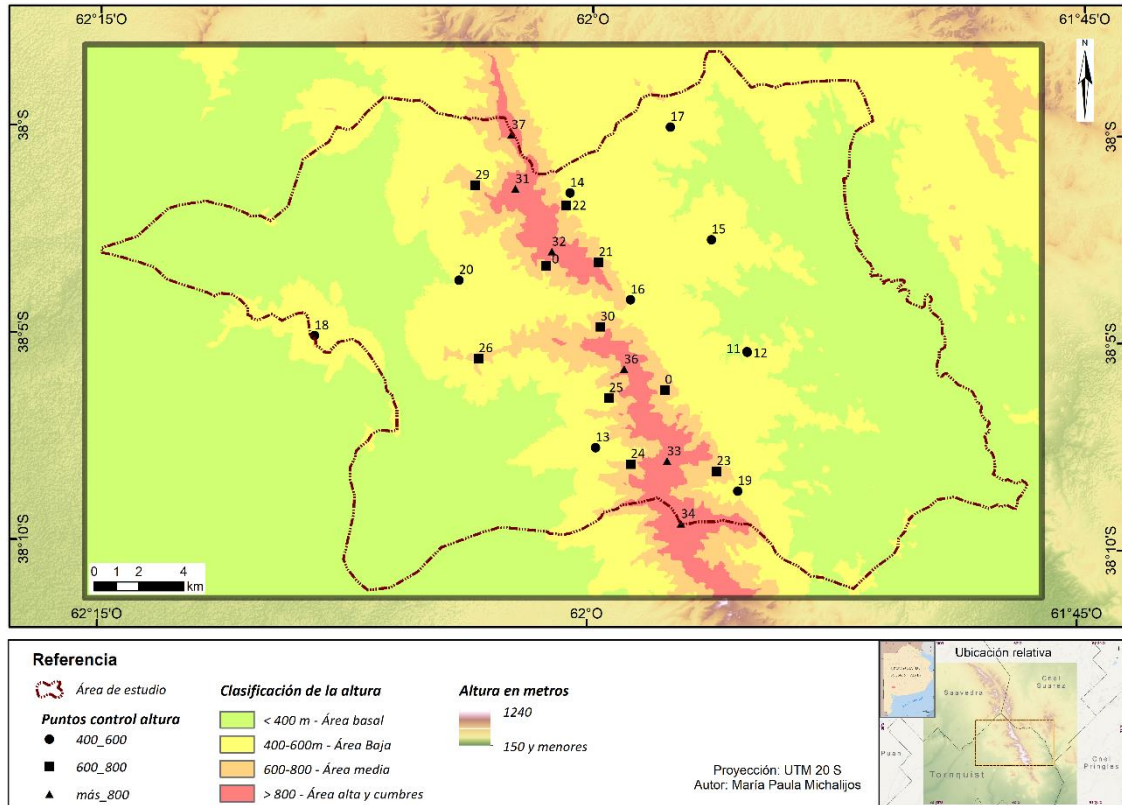 62°15'O
62°O
61°45'O
N
38°S
38°S
17
37
29
31
14
22
15
32
0
21
20
16
18
30
38°5'S
38°5'S
11
12
26
36
0
25
13
24
33
23
19
34
38°10'S
38°10'S
0 1 2 4
km
62°15'O
62°O
61°45'O
Referencia
Área de estudio
Puntos control altura
400_600
600_800
más_800
Clasificación de la altura
< 400 m - Área basal
400-600m - Área Baja
600-800 - Área media
> 800 - Área alta y cumbres
Altura en metros
1240
150 y menores
Proyección: UTM 20 S
Autor: María Paula Michalijos
Ubicación relativa
Saavedra
Cnel
Suárez
Puan
Tornquist
Cnel
Pringles